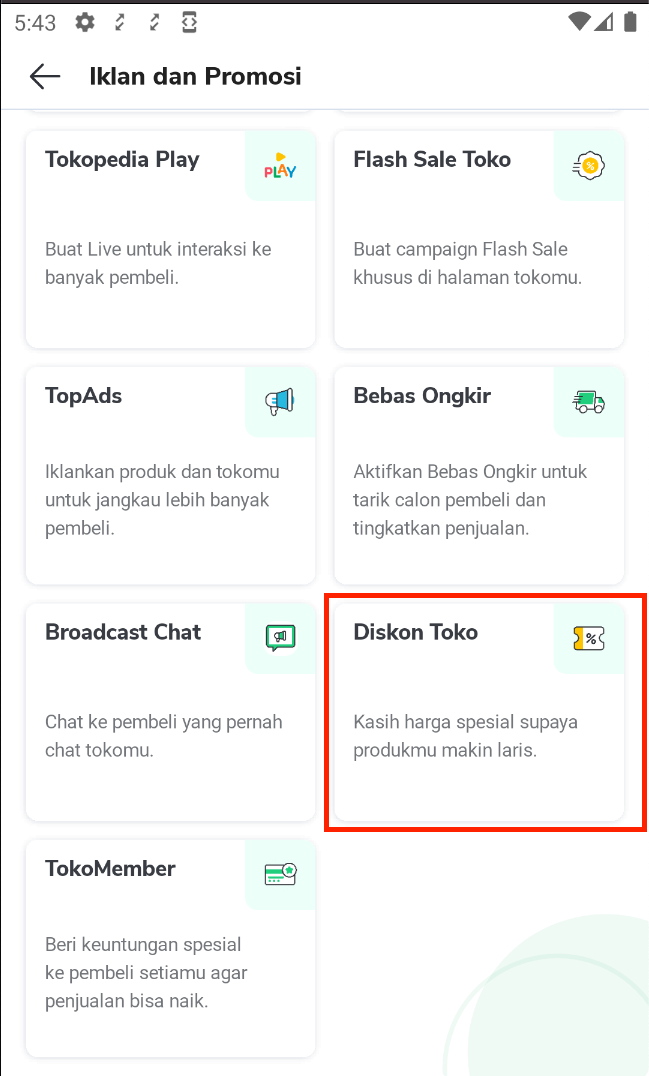 5:43
Iklan dan Promosi
Tokopedia Play
PLAY
Buat Live untuk interaksi ke
banyak pembeli.
Flash Sale Toko
%
Buat campaign Flash Sale
khusus di halaman tokomu.
TopAds
Iklankan produk dan tokomu
untuk jangkau lebih banyak
pembeli.
Bebas Ongkir
Aktifkan Bebas Ongkir untuk
tarik calon pembeli dan
tingkatkan penjualan.
Broadcast Chat
Chat ke pembeli yang pernah
chat tokomu.
Diskon Toko
%
Kasih harga spesial supaya
produkmu makin laris.
TokoMember
Beri keuntungan spesial
ke pembeli setiamu agar
penjualan bisa naik.